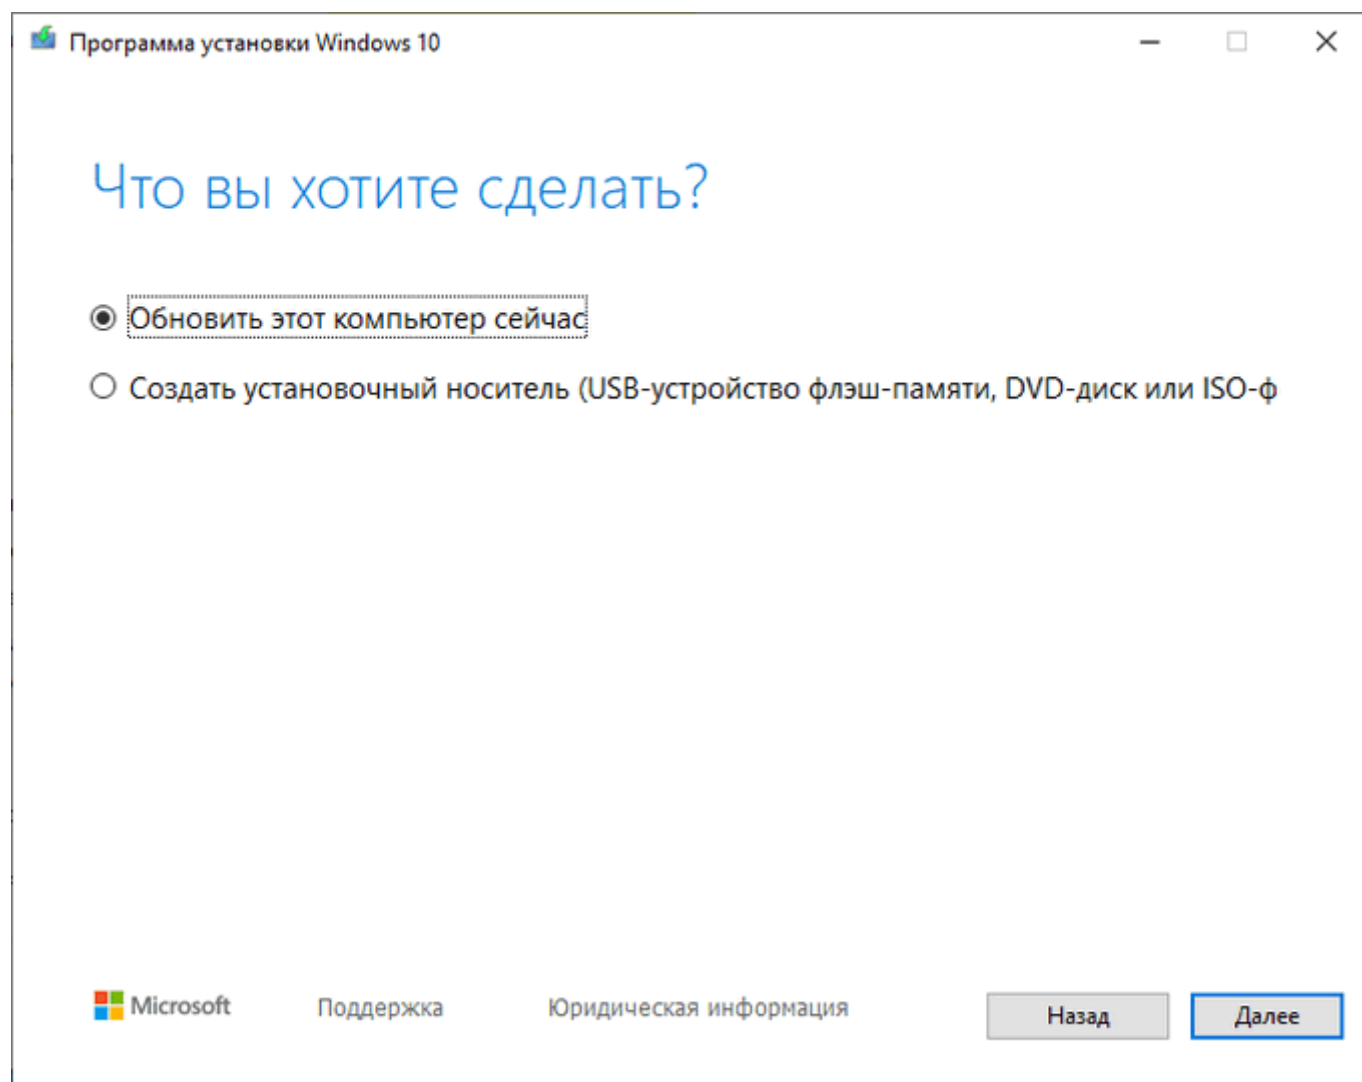 Программа установки Windows 10
Что вы хотите сделать?
Обновить этот компьютер сейчас
Создать установочный носитель (USB-устройство флэш-памяти, DVD-диск или ISO-ф
Microsoft Поддержка Юридическая информация Назад Далее